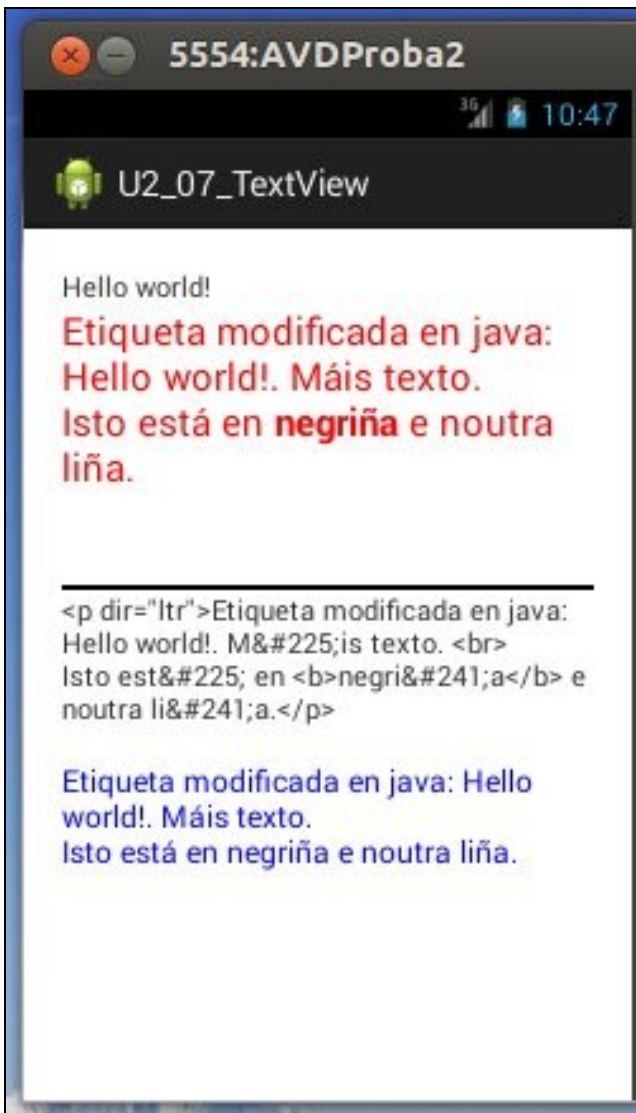 5554:AVDProba2
3G 10:47
U2_07_TextView
Hello world!
Etiqueta modificada en java:
Hello world!. Máis texto.
Isto está en negriña e noutra
liña.
<p dir="ltr">Etiqueta modificada en java:
Hello world!. M&#225;is texto. <br>
Isto est&#225; en <b>negri&#241;a</b> e
noutra li&#241;a.</p>
Etiqueta modificada en java: Hello
world!. Máis texto.
Isto está en negriña e noutra liña.